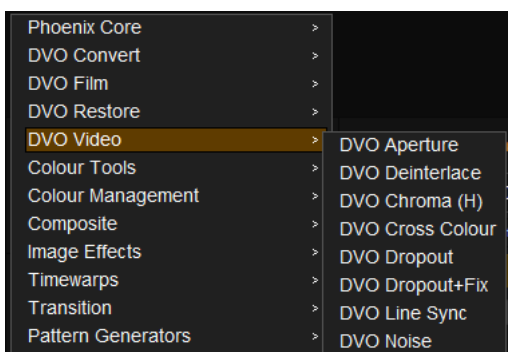 Phoenix Core >
DVO Convert >
DVO Film >
DVO Restore >
DVO Video >
Colour Tools >
Colour Management >
Composite >
Image Effects >
Timewarps >
Transition >
Pattern Generators >
DVO Aperture
DVO Deinterlace
DVO Chroma (H)
DVO Cross Colour
DVO Dropout
DVO Dropout+Fix
DVO Line Sync
DVO Noise